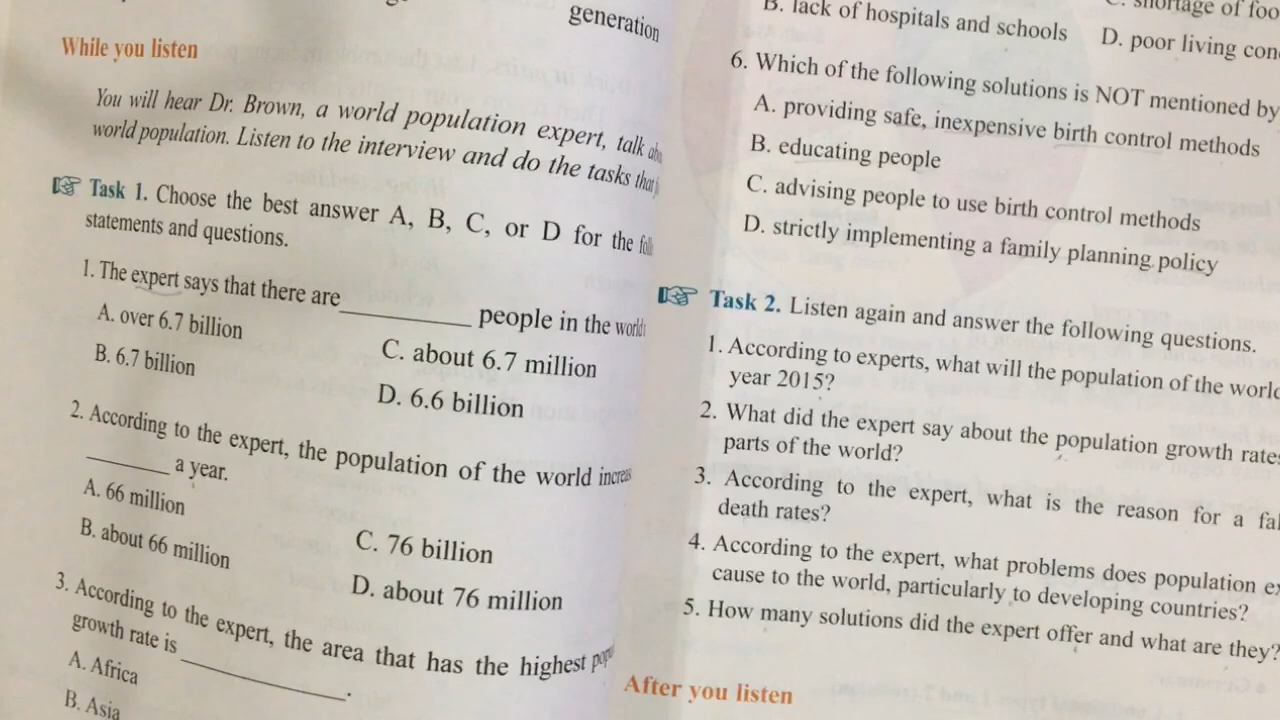 generation
While you listen
You will hear Dr. Brown, a world population expert, talk
world population. Listen to the interview and do the tasks that
Task 1. Choose the best answer A, B, C, or D for the
statements and questions.
1. The expert says that there are __________ people in the world
A. over 6.7 billion
C. about 6.7 million
B. 6.7 billion
D. 6.6 billion
2. According to the expert, the population of the world
________ a year.
A. 66 million
C. 76 billion
B. about 66 million
D. about 76 million
3. According to the expert, the area that has the highest
growth rate is ______________.
A. Africa
B. Asia
C. shortage of
B. lack of hospitals and schools
D. poor living
6. Which of the following solutions is NOT mentioned by
A. providing safe, inexpensive birth control methods
B. educating people
C. advising people to use birth control methods
D. strictly implementing a family planning policy
Task 2. Listen again and answer the following questions.
1. According to experts, what will the population of the world
year 2015?
2. What did the expert say about the population growth
parts of the world?
3. According to the expert, what is the reason for a
death rates?
4. According to the expert, what problems does population
cause to the world, particularly to developing countries?
5. How many solutions did the expert offer and what are they?
After you listen